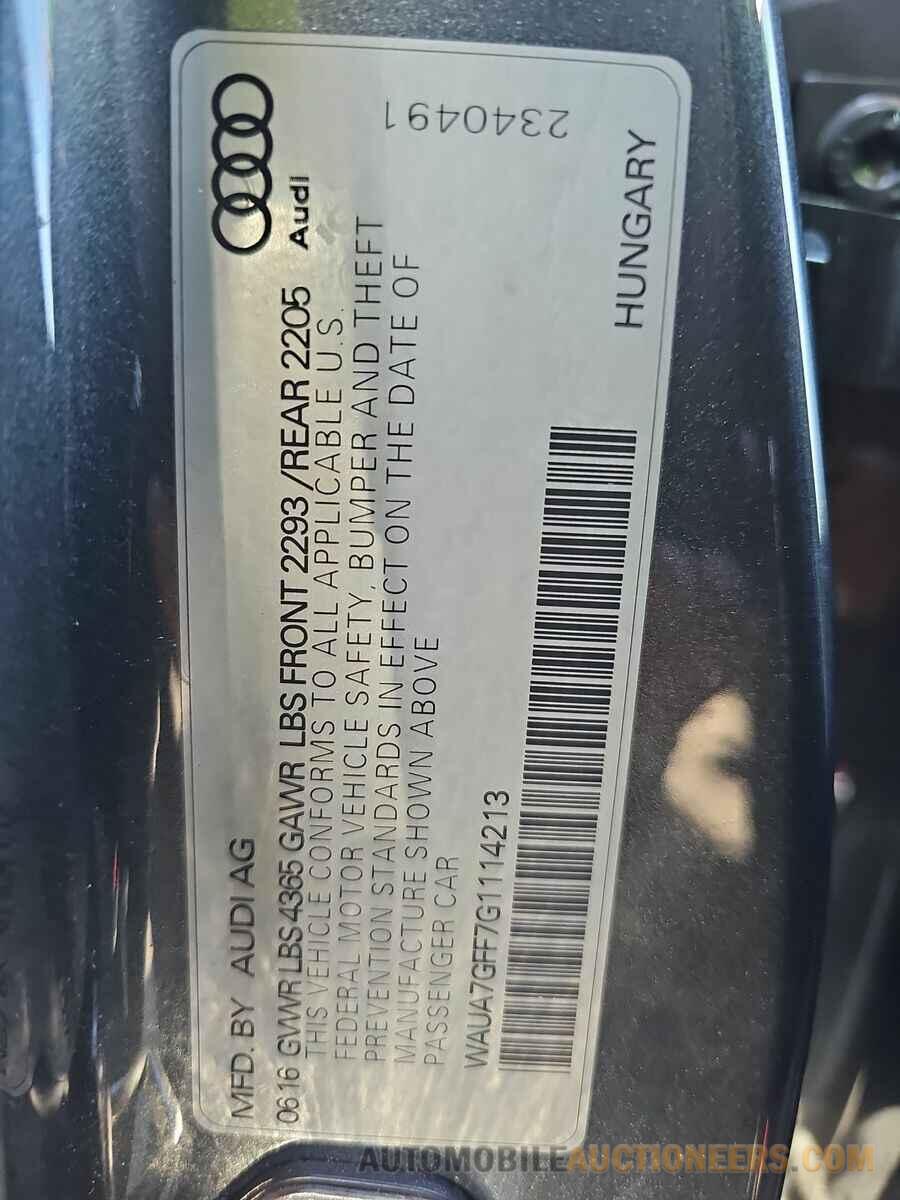 MFD. BY AUDI AG
0616 GVWR LBS 4365 GAWR LBS FRONT 2293 /REAR 2205
Audi
THIS VEHICLE CONFORMS TO ALL APPLICABLE U.S.
FEDERAL MOTOR VEHICLE SAFETY, BUMPER AND THEFT
PREVENTION STANDARDS IN EFFECT ON THE DATE OF
MANUFACTURE SHOWN ABOVE
PASSENGER CAR
2340491
WAUA7GFF7G1114213
HUNGARY
AUTOMOBILEAUCTIONEERS.COM